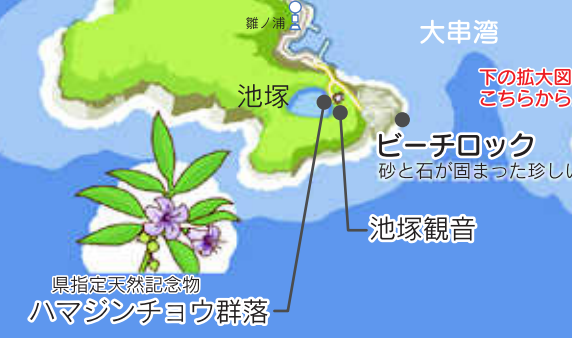 雛ノ浦
大串湾
下の拡大図
こちらから
池塚
ビーチロック
砂と石が固まった珍しい
池塚観音
県指定天然記念物
ハマジンチョウ群落